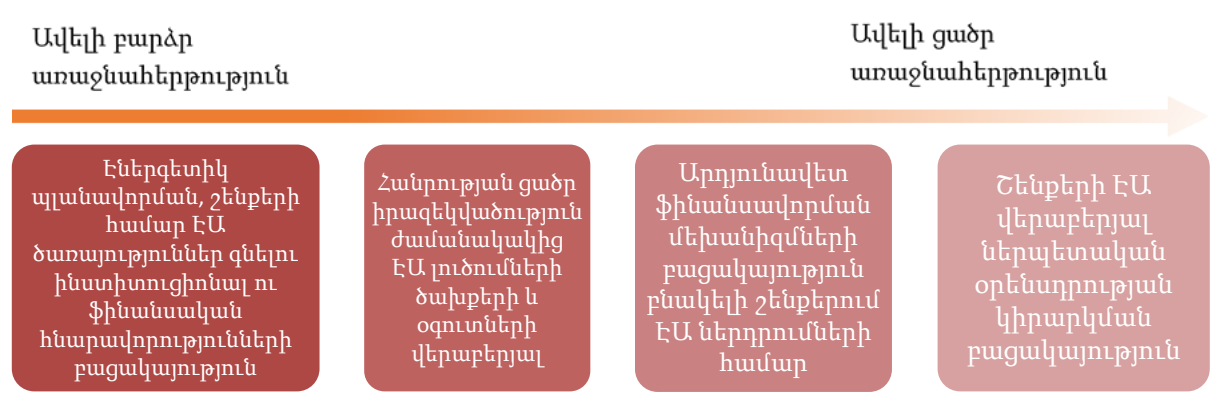 Ավելի բարձր
առաջնահերթություն
Ավելի ցածր
առաջնահերթություն
Էներգետիկ
պլանավորման, շենքերի
համար ԷԱ
ծառայություններ գնելու
ինստիտուցիոնալ ու
ֆինանսական
հնարավորությունների
բացակայություն
Հանրության ցածր
իրազեկվածություն
ժամանակակից
ԷԱ լուծումների
ծախքերի և
օգուտների
վերաբերյալ
Արդյունավետ
ֆինանսավորման
մեխանիզմների
բացակայություն
բնակելի շենքերում
ԷԱ ներդրումների
համար
Շենքերի ԷԱ
վերաբերյալ
ներպետական
օրենսդրության
կիրարկման
բացակայություն